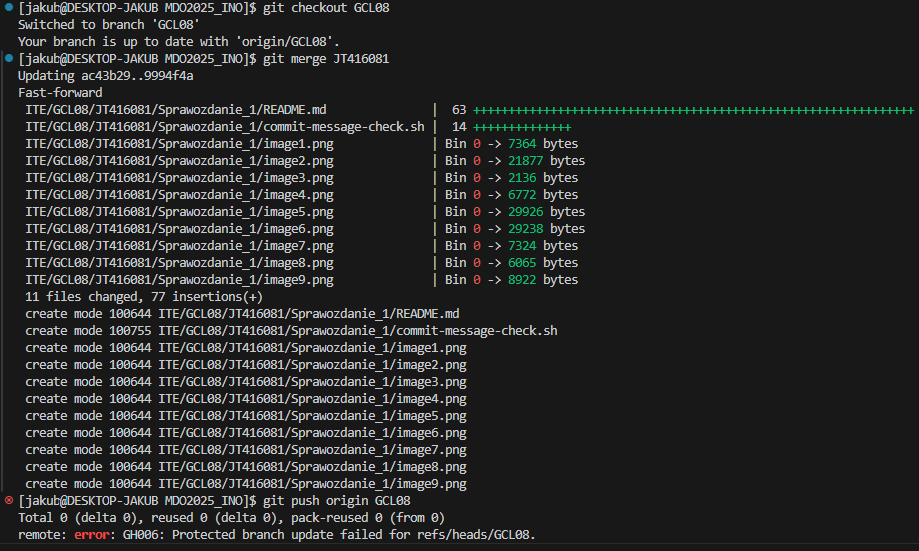 [jakub@DESKTOP-JAKUB MDO2025_INO]$ git checkout GCL08
Switched to branch 'GCL08'
Your branch is up to date with 'origin/GCL08'.
[jakub@DESKTOP-JAKUB MDO2025_INO]$ git merge JT416081
Updating ac43b29..9994f4a
Fast-forward
 ITE/GCL08/JT416081/Sprawozdanie_1/README.md               |  63 +++++++++++++++++++++++++++++++++++++++++++++++++++++++++++++++
 ITE/GCL08/JT416081/Sprawozdanie_1/commit-message-check.sh |  14 ++++++++++++++
 ITE/GCL08/JT416081/Sprawozdanie_1/image1.png              | Bin 0 -> 7364 bytes
 ITE/GCL08/JT416081/Sprawozdanie_1/image2.png              | Bin 0 -> 21877 bytes
 ITE/GCL08/JT416081/Sprawozdanie_1/image3.png              | Bin 0 -> 2136 bytes
 ITE/GCL08/JT416081/Sprawozdanie_1/image4.png              | Bin 0 -> 6772 bytes
 ITE/GCL08/JT416081/Sprawozdanie_1/image5.png              | Bin 0 -> 29926 bytes
 ITE/GCL08/JT416081/Sprawozdanie_1/image6.png              | Bin 0 -> 29238 bytes
 ITE/GCL08/JT416081/Sprawozdanie_1/image7.png              | Bin 0 -> 7324 bytes
 ITE/GCL08/JT416081/Sprawozdanie_1/image8.png              | Bin 0 -> 6065 bytes
 ITE/GCL08/JT416081/Sprawozdanie_1/image9.png              | Bin 0 -> 8922 bytes
 11 files changed, 77 insertions(+)
 create mode 100644 ITE/GCL08/JT416081/Sprawozdanie_1/README.md
 create mode 100755 ITE/GCL08/JT416081/Sprawozdanie_1/commit-message-check.sh
 create mode 100644 ITE/GCL08/JT416081/Sprawozdanie_1/image1.png
 create mode 100644 ITE/GCL08/JT416081/Sprawozdanie_1/image2.png
 create mode 100644 ITE/GCL08/JT416081/Sprawozdanie_1/image3.png
 create mode 100644 ITE/GCL08/JT416081/Sprawozdanie_1/image4.png
 create mode 100644 ITE/GCL08/JT416081/Sprawozdanie_1/image5.png
 create mode 100644 ITE/GCL08/JT416081/Sprawozdanie_1/image6.png
 create mode 100644 ITE/GCL08/JT416081/Sprawozdanie_1/image7.png
 create mode 100644 ITE/GCL08/JT416081/Sprawozdanie_1/image8.png
 create mode 100644 ITE/GCL08/JT416081/Sprawozdanie_1/image9.png
[jakub@DESKTOP-JAKUB MDO2025_INO]$ git push origin GCL08
Total 0 (delta 0), reused 0 (delta 0), pack-reused 0 (from 0)
remote: error: GH006: Protected branch update failed for refs/heads/GCL08.